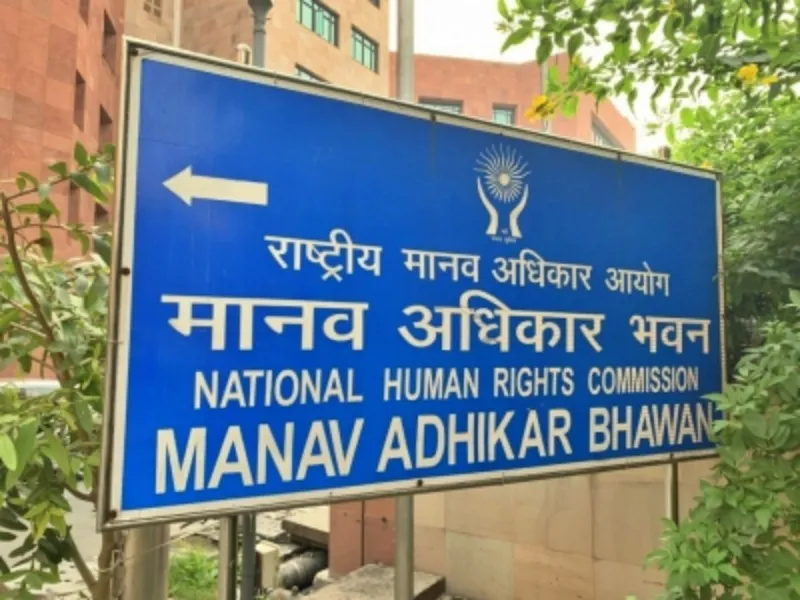 राष्ट्रीय मानव अधिकार आयोग
मानव अधिकार भवन
NATIONAL HUMAN RIGHTS COMMISSION
MANAV ADHIKAR BHAWAN